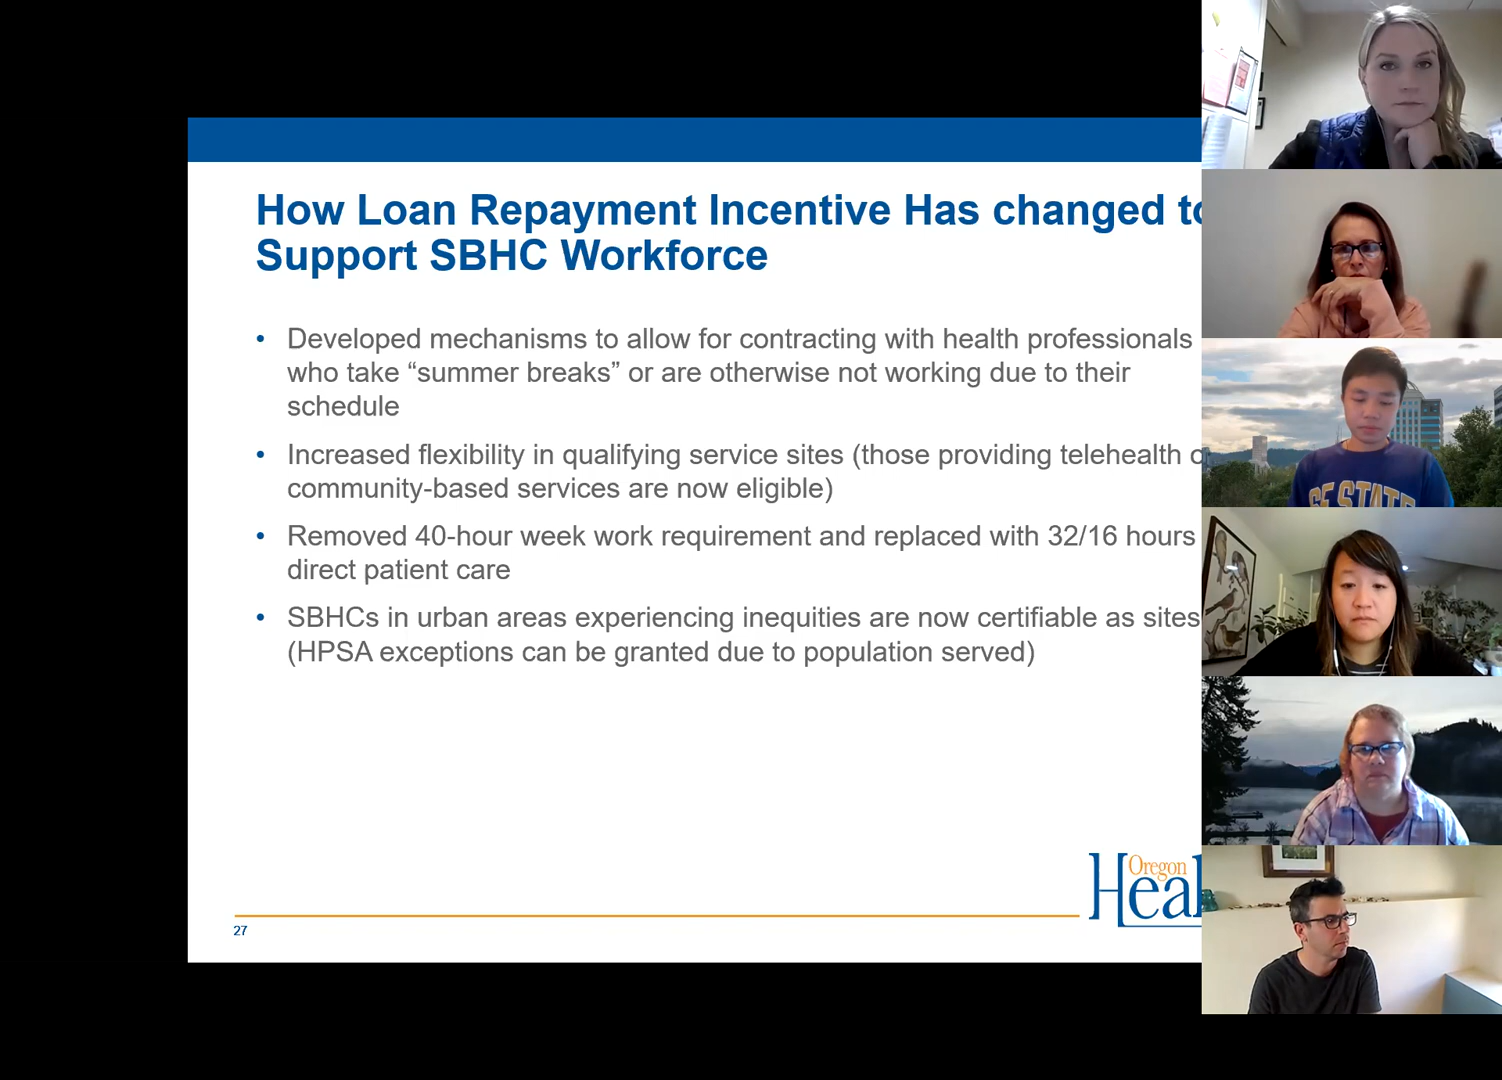 How Loan Repayment Incentive Has changed to
Support SBHC Workforce
• Developed mechanisms to allow for contracting with health professionals
who take “summer breaks” or are otherwise not working due to their
schedule
• Increased flexibility in qualifying service sites (those providing telehealth
community-based services are now eligible)
• Removed 40-hour week work requirement and replaced with 32/16 hours
direct patient care
• SBHCs in urban areas experiencing inequities are now certifiable as sites
(HPSA exceptions can be granted due to population served)
Oregon
27
SF STATE